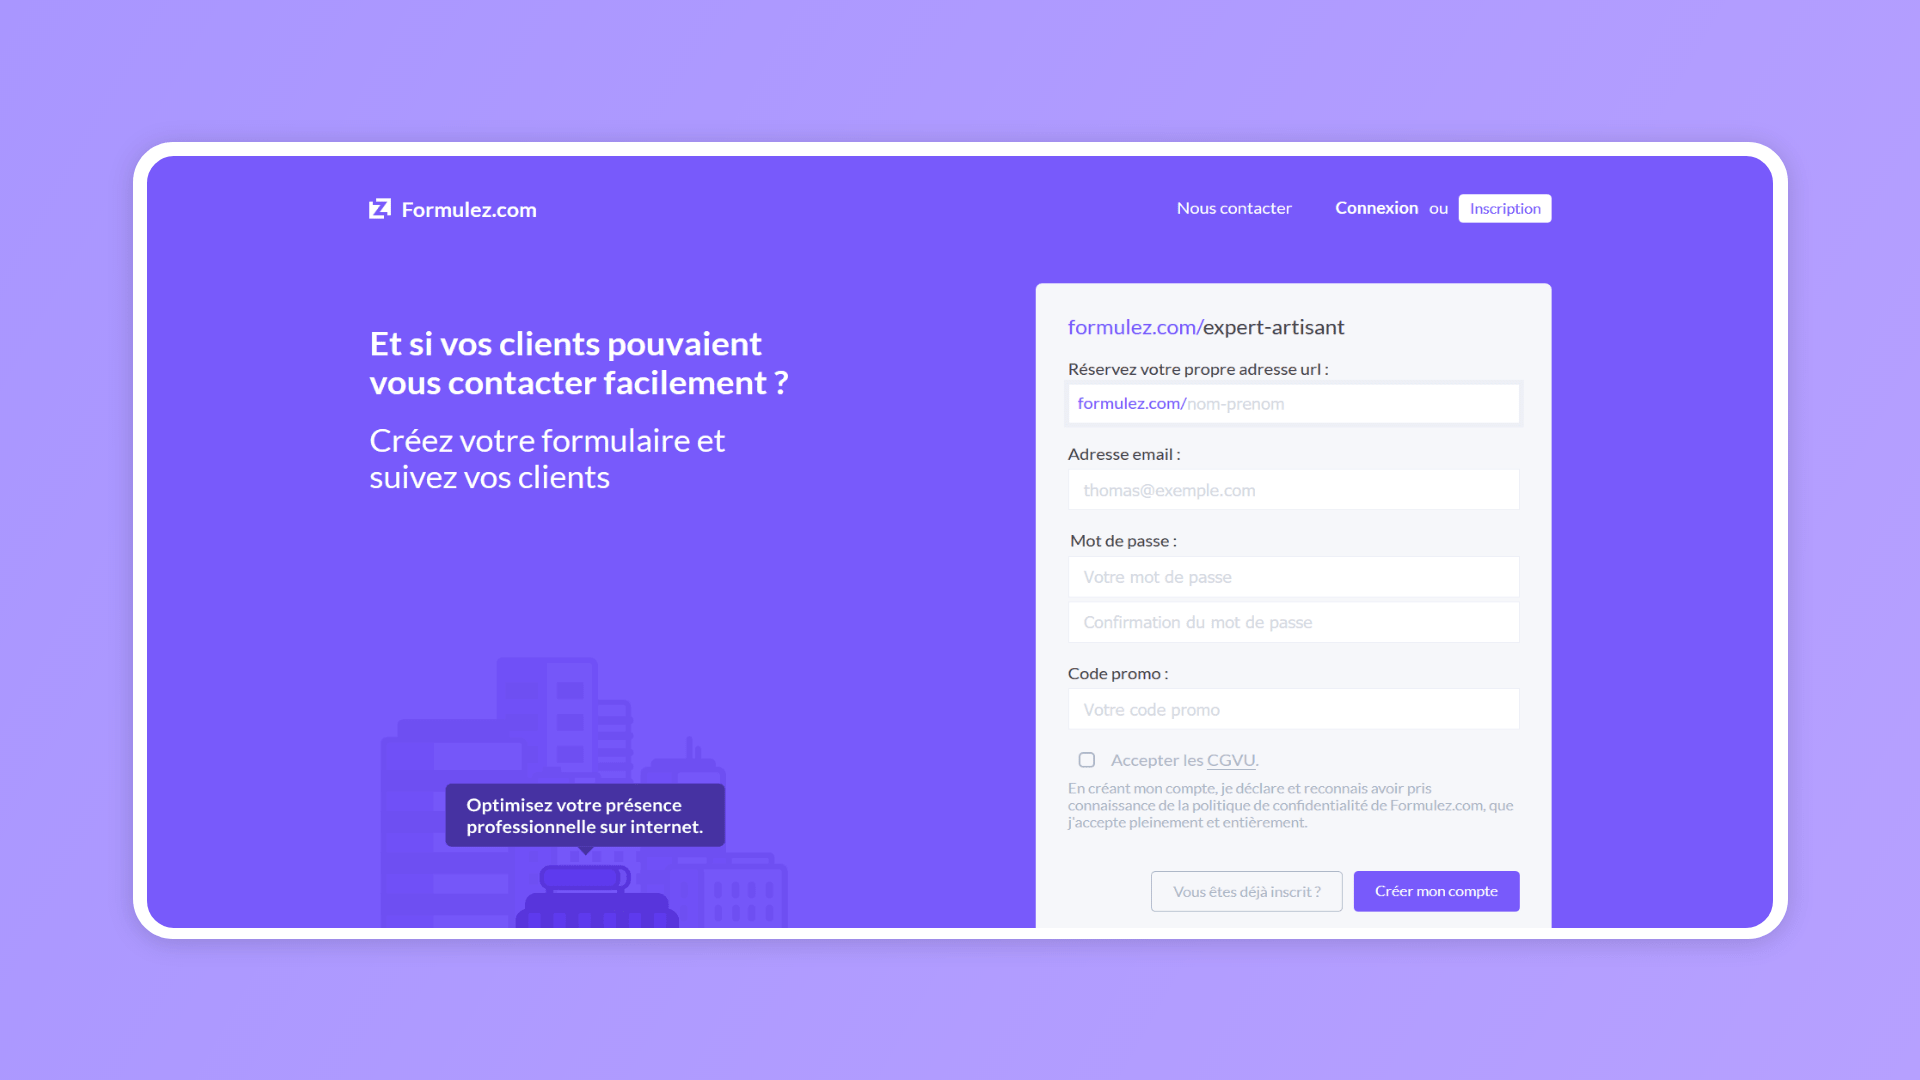 Formulez.com
Nous contacter
Connexion ou Inscription
Et si vos clients pouvaient
vous contacter facilement ?
Créez votre formulaire et
suivez vos clients
Optimisez votre présence
professionnelle sur internet.
formulez.com/expert-artisant
Réservez votre propre adresse url :
formulez.com/nom-prenom
Adresse email :
thomas@exemple.com
Mot de passe :
Votre mot de passe
Confirmation du mot de passe
Code promo :
Votre code promo
Accepter les CGVU.
En créant mon compte, je déclare et reconnais avoir pris
connaissance de la politique de confidentialité de Formulez.com, que
j'accepte pleinement et entièrement.
Vous êtes déjà inscrit ?
Créer mon compte